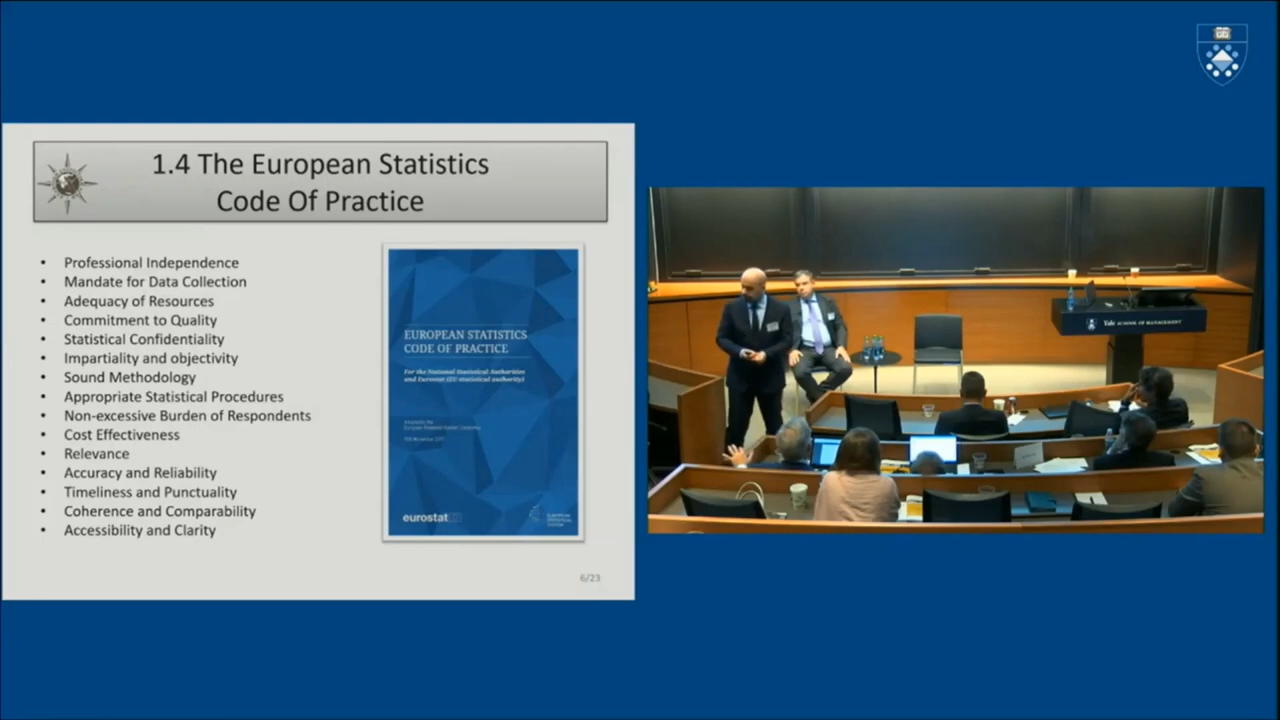 1.4 The European Statistics
Code Of Practice
• Professional Independence
• Mandate for Data Collection
• Adequacy of Resources
• Commitment to Quality
• Statistical Confidentiality
• Impartiality and objectivity
• Sound Methodology
• Appropriate Statistical Procedures
• Non-excessive Burden of Respondents
• Cost Effectiveness
• Relevance
• Accuracy and Reliability
• Timeliness and Punctuality
• Coherence and Comparability
• Accessibility and Clarity
EUROPEAN STATISTICS
CODE OF PRACTICE
For the National Statistical Authorities
and Eurostat (EU statistical authority)
eurostat
EUROPEAN
STATISTICAL
SYSTEM
6/23
Yale SCHOOL OF MANAGEMENT